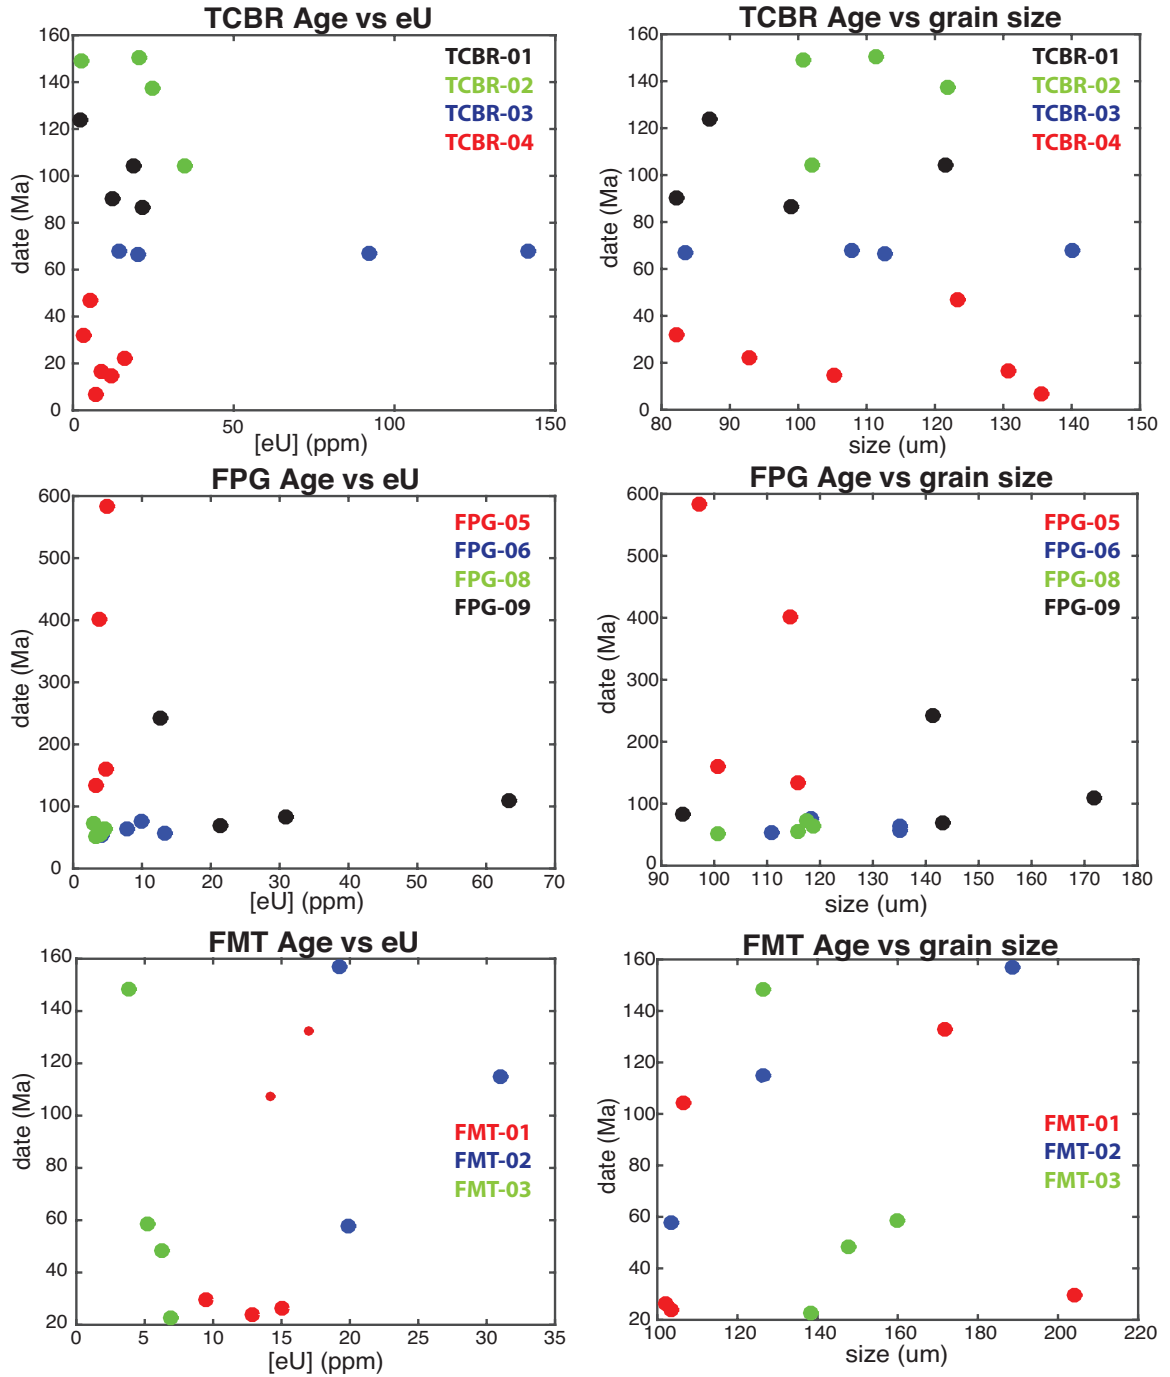 TCBR Age vs eU
160
140
120
100
80
60
40
20
0
date (Ma)
TCBR-01
TCBR-02
TCBR-03
TCBR-04
0 50 100 150
[eU] (ppm)
TCBR Age vs grain size
160
140
120
100
80
60
40
20
0
date (Ma)
TCBR-01
TCBR-02
TCBR-03
TCBR-04
80 90 100 110 120 130 140 150
size (um)
FPG Age vs eU
600
500
400
300
200
100
0
date (Ma)
FPG-05
FPG-06
FPG-08
FPG-09
0 10 20 30 40 50 60 70
[eU] (ppm)
FPG Age vs grain size
600
500
400
300
200
100
0
date (Ma)
FPG-05
FPG-06
FPG-08
FPG-09
90 100 110 120 130 140 150 160 170 180
size (um)
FMT Age vs eU
160
140
120
100
80
60
40
20
date (Ma)
FMT-01
FMT-02
FMT-03
0 5 10 15 20 25 30 35
[eU] (ppm)
FMT Age vs grain size
160
140
120
100
80
60
40
20
date (Ma)
FMT-01
FMT-02
FMT-03
100 120 140 160 180 200 220
size (um)